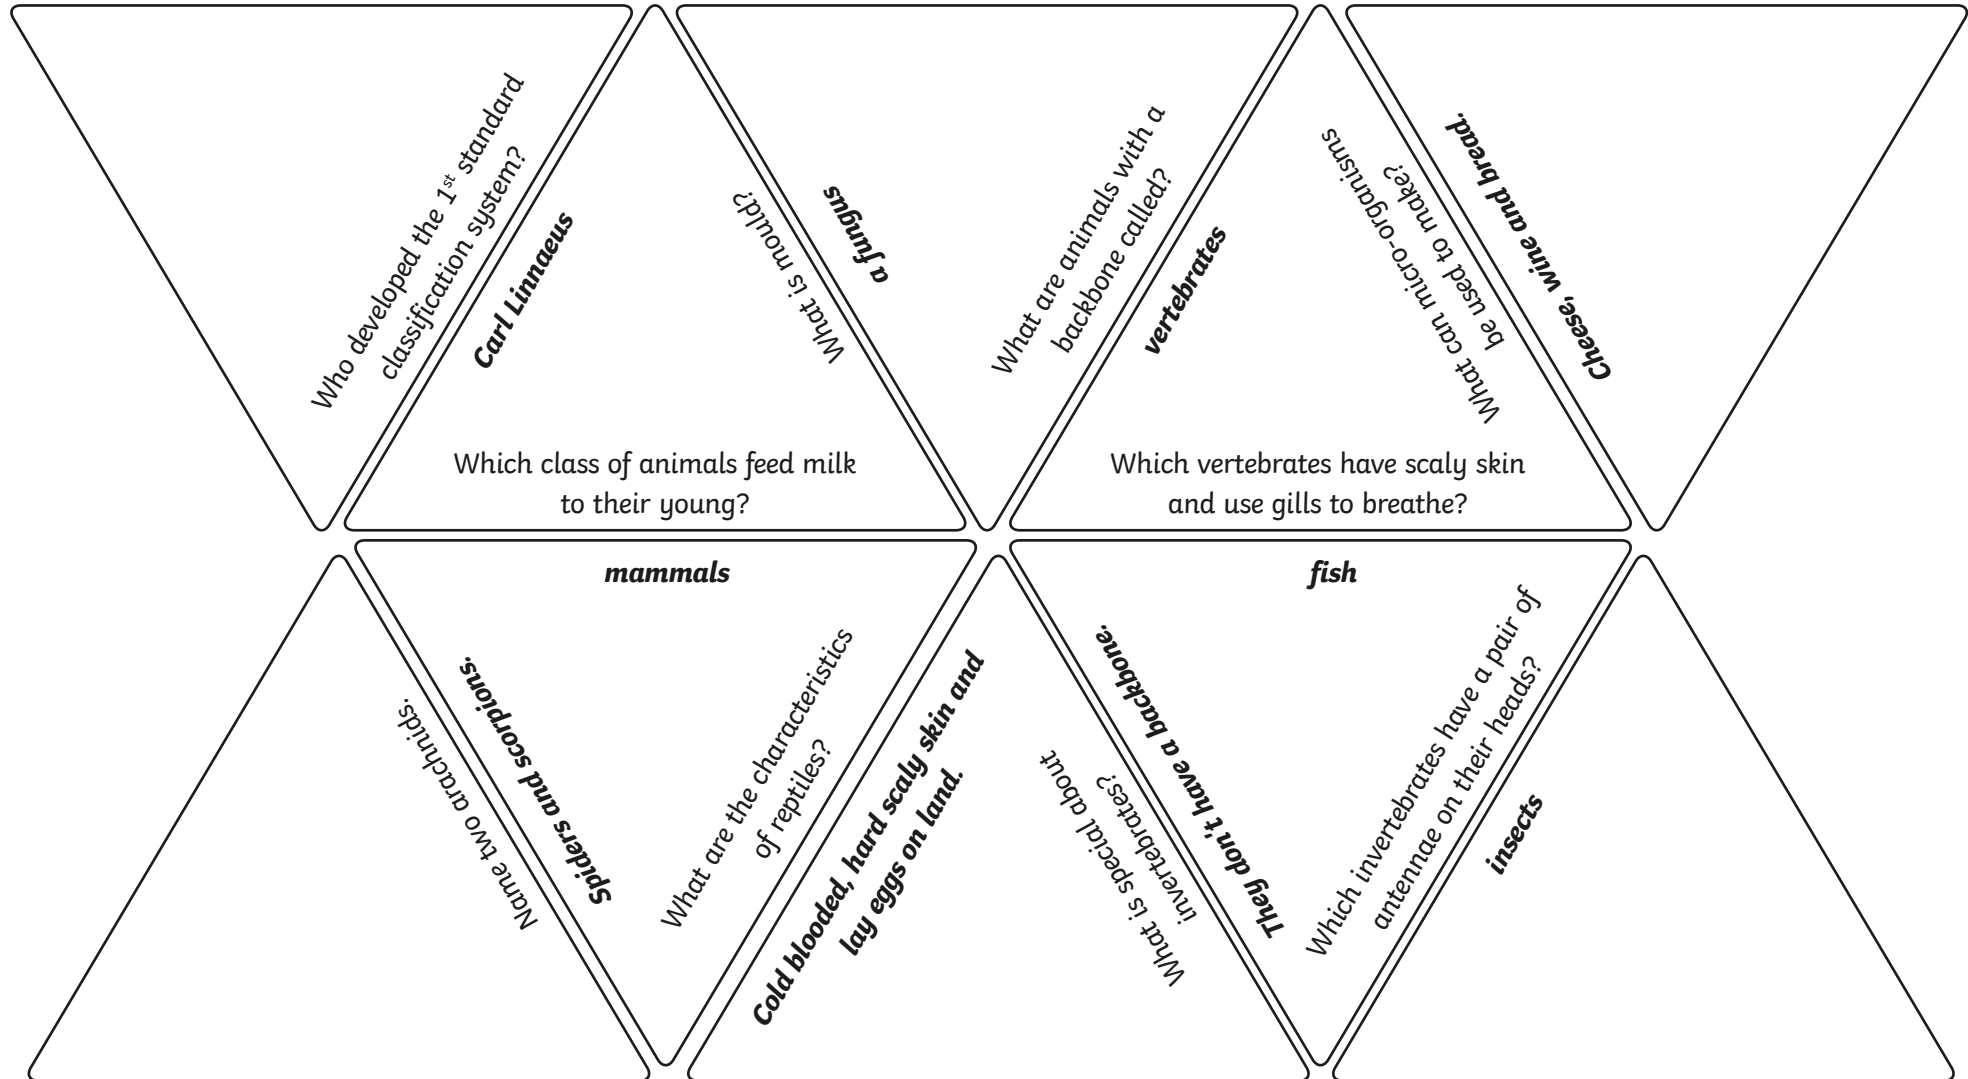 Who developed the 1st standard
classification system?
Carl Linnaeus
What is mould?
a fungus
What are animals with a
backbone called?
vertebrates
What can micro-organisms
be used to make?
Cheese, wine and bread.
Which class of animals feed milk
to their young?
Which vertebrates have scaly skin
and use gills to breathe?
mammals
fish
Name two arachnids.
Spiders and scorpions.
What are the characteristics
of reptiles?
Cold blooded, hard scaly skin and
lay eggs on land.
What is special about
invertebrates?
They don't have a backbone.
Which invertebrates have a pair of
antennae on their heads?
insects